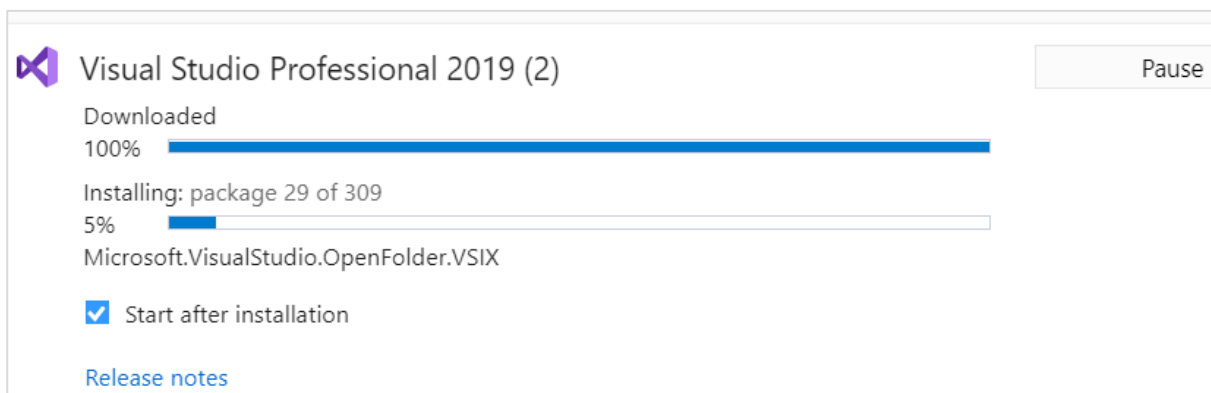 Visual Studio Professional 2019 (2)
Pause
Downloaded
100%
Installing: package 29 of 309
5%
Microsoft.VisualStudio.OpenFolder.VSIX
Start after installation
Release notes